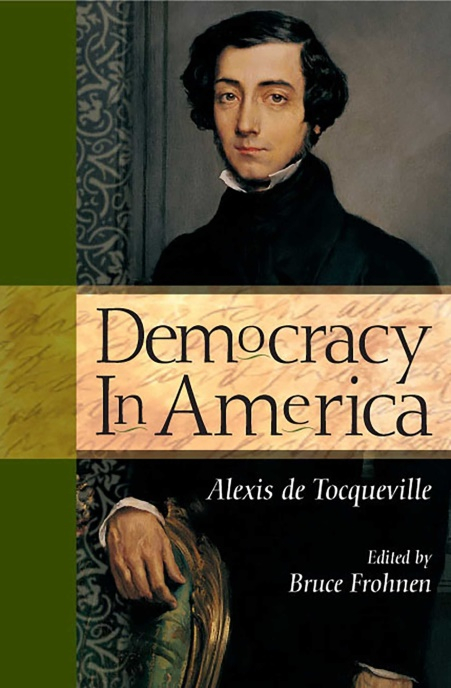 Democracy
In America
Alexis de Tocqueville
Edited by
Bruce Frohnen